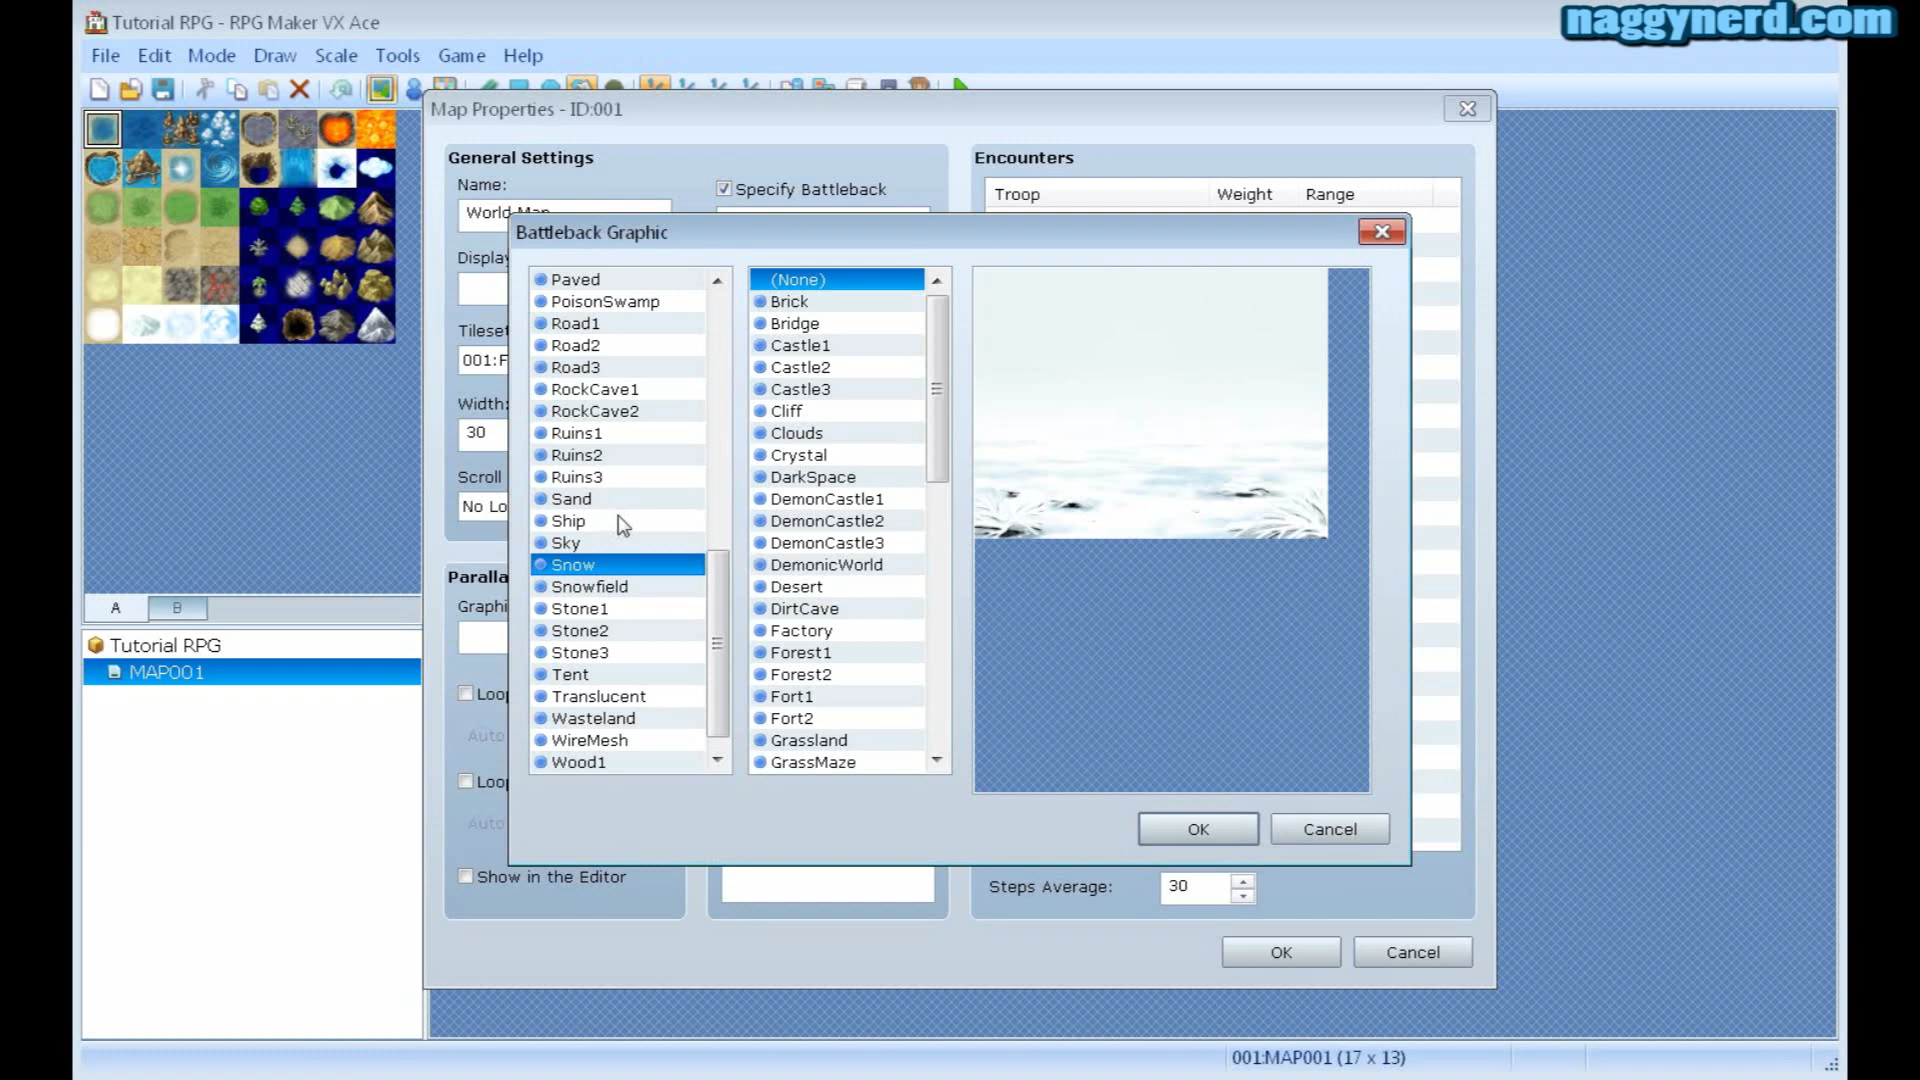 naggynerd.com
Tutorial RPG - RPG Maker VX Ace
File Edit Mode Draw Scale Tools Game Help
Map Properties - ID:001
General Settings
Name:
World Map
Specify Battleback
Encounters
Troop Weight Range
Battleback Graphic
Display
Tileset
001:F
Width:
30
Scroll
No Lo
Paralla
Graphi
Loop
Auto
Loop
Auto
Show in the Editor
Paved
PoisonSwamp
Road1
Road2
Road3
RockCave1
RockCave2
Ruins1
Ruins2
Ruins3
Sand
Ship
Sky
Snow
Snowfield
Stone1
Stone2
Stone3
Tent
Translucent
Wasteland
WireMesh
Wood1
(None)
Brick
Bridge
Castle1
Castle2
Castle3
Cliff
Clouds
Crystal
DarkSpace
DemonCastle1
DemonCastle2
DemonCastle3
DemonicWorld
Desert
DirtCave
Factory
Forest1
Forest2
Fort1
Fort2
Grassland
GrassMaze
OK Cancel
Steps Average: 30
OK Cancel
A B
Tutorial RPG
MAP001
001:MAP001 (17 x 13)